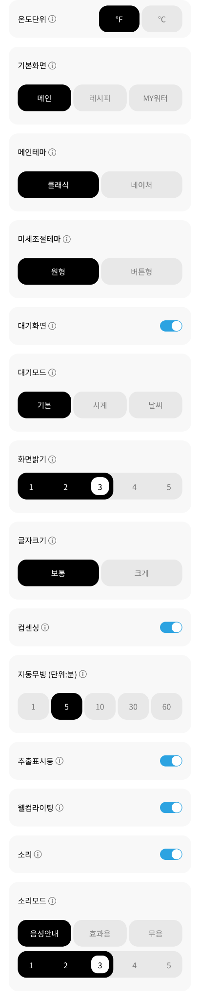 온도단위 °F °C
기본화면
메인 레시피 MY워터
메인테마
클래식 네이처
미세조절테마
원형 버튼형
대기화면
대기모드
기본 시계 날씨
화면밝기
1 2 3 4 5
글자크기
보통 크게
컵센싱
자동무빙 (단위:분)
1 5 10 30 60
추출표시등
웰컴라이팅
소리
소리모드
음성안내 효과음 무음
1 2 3 4 5